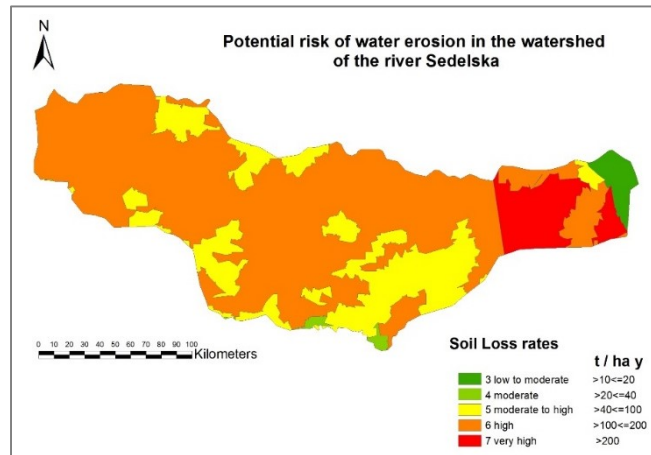 N
Potential risk of water erosion in the watershed
of the river Sedelska
0 10 20 30 40 50 60 70 80 90 100
Kilometers
Soil Loss rates
t / ha y
3 low to moderate >10<=20
4 moderate >20<=40
5 moderate to high >40<=100
6 high >100<=200
7 very high >200